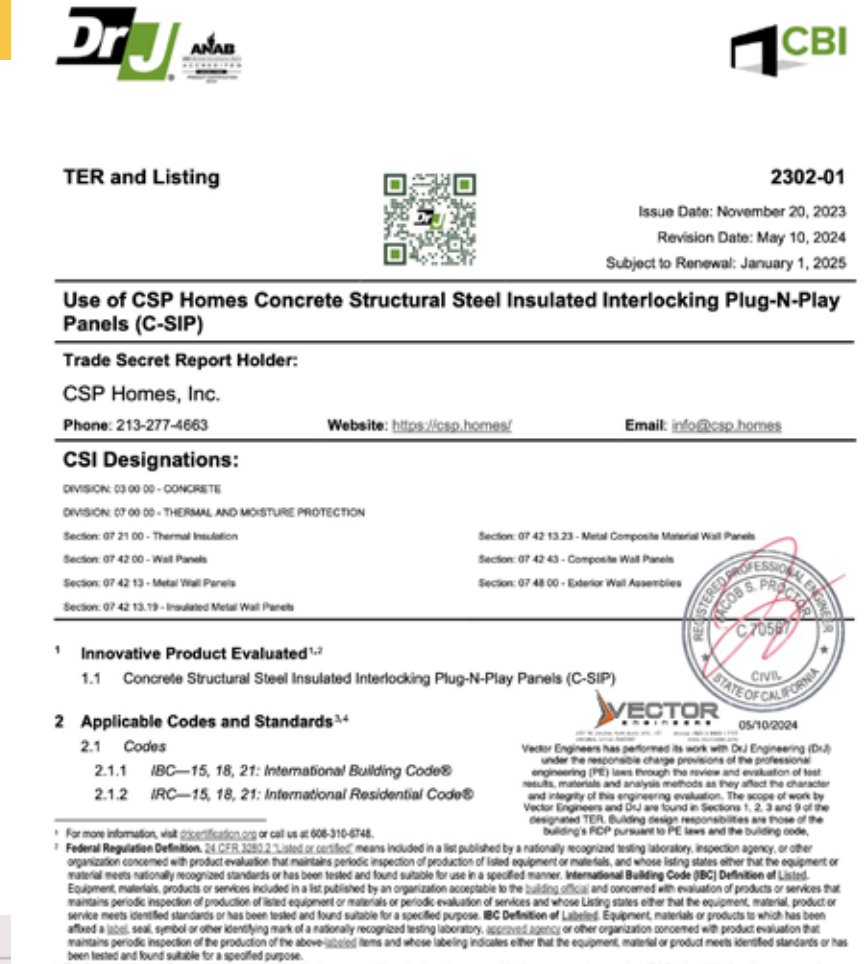 DrJ
ANAB
ACCREDITED
CBI
TER and Listing
2302-01
DrJ
Issue Date: November 20, 2023
Revision Date: May 10, 2024
Subject to Renewal: January 1, 2025
Use of CSP Homes Concrete Structural Steel Insulated Interlocking Plug-N-Play
Panels (C-SIP)
Trade Secret Report Holder:
CSP Homes, Inc.
Phone: 213-277-4663 Website: https://csp.homes/ Email: info@csp.homes
CSI Designations:
DIVISION: 03 00 00 - CONCRETE
DIVISION: 07 00 00 - THERMAL AND MOISTURE PROTECTION
Section: 07 21 00 - Thermal Insulation
Section: 07 42 13.23 - Metal Composite Material Wall Panels
Section: 07 42 00 - Wall Panels
Section: 07 42 43 - Composite Wall Panels
Section: 07 42 13 - Metal Wall Panels
Section: 07 48 00 - Exterior Wall Assemblies
Section: 07 42 13.19 - Insulated Metal Wall Panels
REGISTERED PROFESSIONAL ENGINEER
JACOB S. PROCTOR
C 70567
CIVIL
STATE OF CALIFORNIA
1 Innovative Product Evaluated1,2
1.1 Concrete Structural Steel Insulated Interlocking Plug-N-Play Panels (C-SIP)
2 Applicable Codes and Standards3,4
2.1 Codes
2.1.1 IBC—15, 18, 21: International Building Code®
2.1.2 IRC—15, 18, 21: International Residential Code®
VECTOR
ENGINEERS
05/10/2024
Vector Engineers has performed its work with DrJ Engineering (DrJ)
under the responsible charge provisions of the professional
engineering (PE) laws through the review and evaluation of test
results, materials and analysis methods as they affect the character
and integrity of this engineering evaluation. The scope of work by
Vector Engineers and DrJ are found in Sections 1, 2, 3 and 9 of the
designated TER. Building design responsibilities are those of the
building's RDP pursuant to PE laws and the building code.
1 For more information, visit drjcertification.org or call us at 608-310-6748.
2 Federal Regulation Definition. 24 CFR 3280.2 "Listed or certified" means included in a list published by a nationally recognized testing laboratory, inspection agency, or other
organization concerned with product evaluation that maintains periodic inspection of production of listed equipment or materials, and whose listing states either that the equipment or
material meets nationally recognized standards or has been tested and found suitable for use in a specified manner. International Building Code (IBC) Definition of Listed.
Equipment, materials, products or services included in a list published by an organization acceptable to the building official and concerned with evaluation of products or services that
maintains periodic inspection of production of listed equipment or materials or periodic evaluation of services and whose Listing states either that the equipment, material, product or
service meets identified standards or has been tested and found suitable for a specified purpose. IBC Definition of Labeled. Equipment, materials or products to which has been
affixed a label, seal, symbol or other identifying mark of a nationally recognized testing laboratory, approved agency or other organization concerned with product evaluation that
maintains periodic inspection of the production of the above-labeled items and whose labeling indicates either that the equipment, material or product meets identified standards or has
been tested and found suitable for a specified purpose.